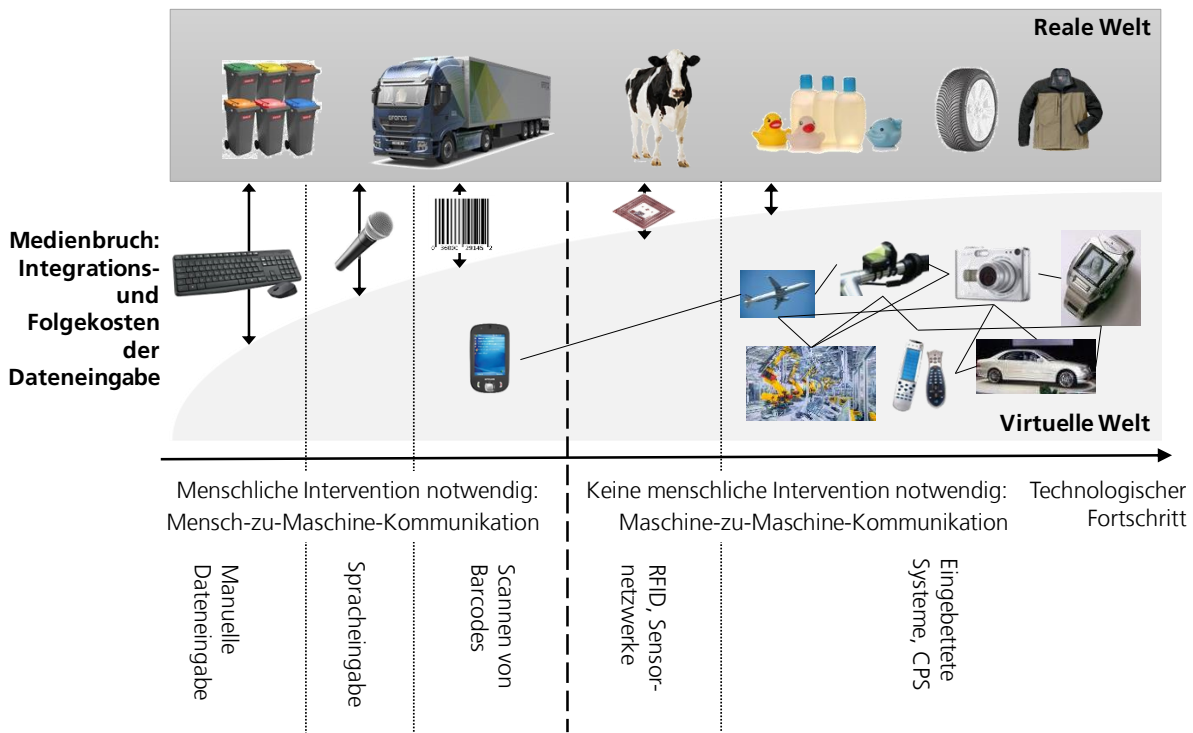 Reale Welt
Medienbruch:
Integrations-
und
Folgekosten
der
Dateneingabe
Virtuelle Welt
Menschliche Intervention notwendig:
Mensch-zu-Maschine-Kommunikation
Keine menschliche Intervention notwendig:
Maschine-zu-Maschine-Kommunikation
Technologischer
Fortschritt
Manuelle
Dateneingabe
Spracheingabe
Scannen von
Barcodes
RFID, Sensor-
netzwerke
Eingebettete
Systeme, CPS